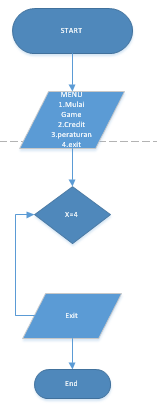 START
MENU
1.Mulai
Game
2.Credit
3.peraturan
4.exit
X=4
Exit
End